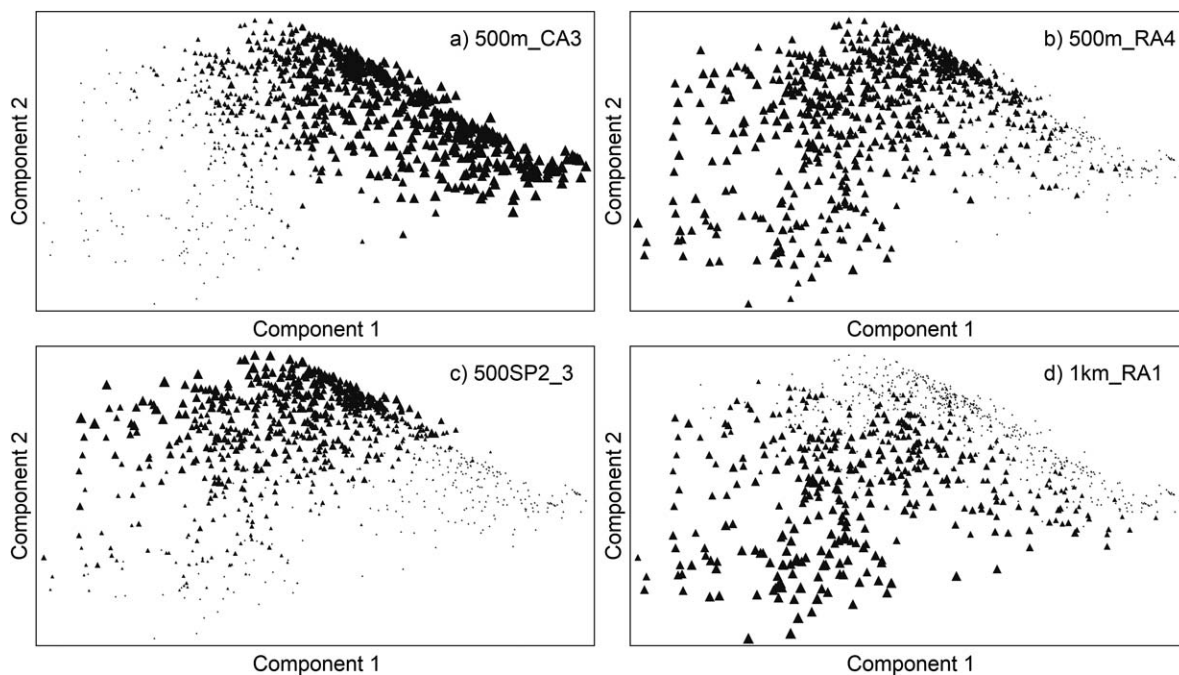 a) 500m_CA3
Component 2
Component 1
b) 500m_RA4
Component 2
Component 1
c) 500SP2_3
Component 2
Component 1
d) 1km_RA1
Component 2
Component 1